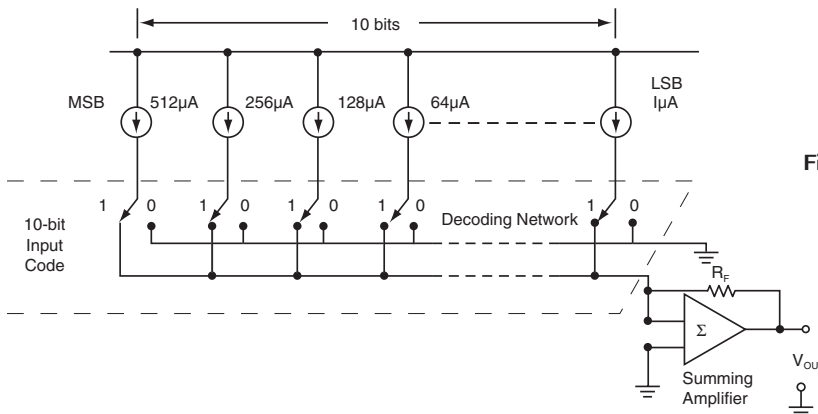 10 bits
MSB
512μA
256μA
128μA
64μA
LSB
IμA
1 0
1 0
1 0
1 0
1 0
10-bit
Input
Code
Decoding Network
R_F
Σ
Summing
Amplifier